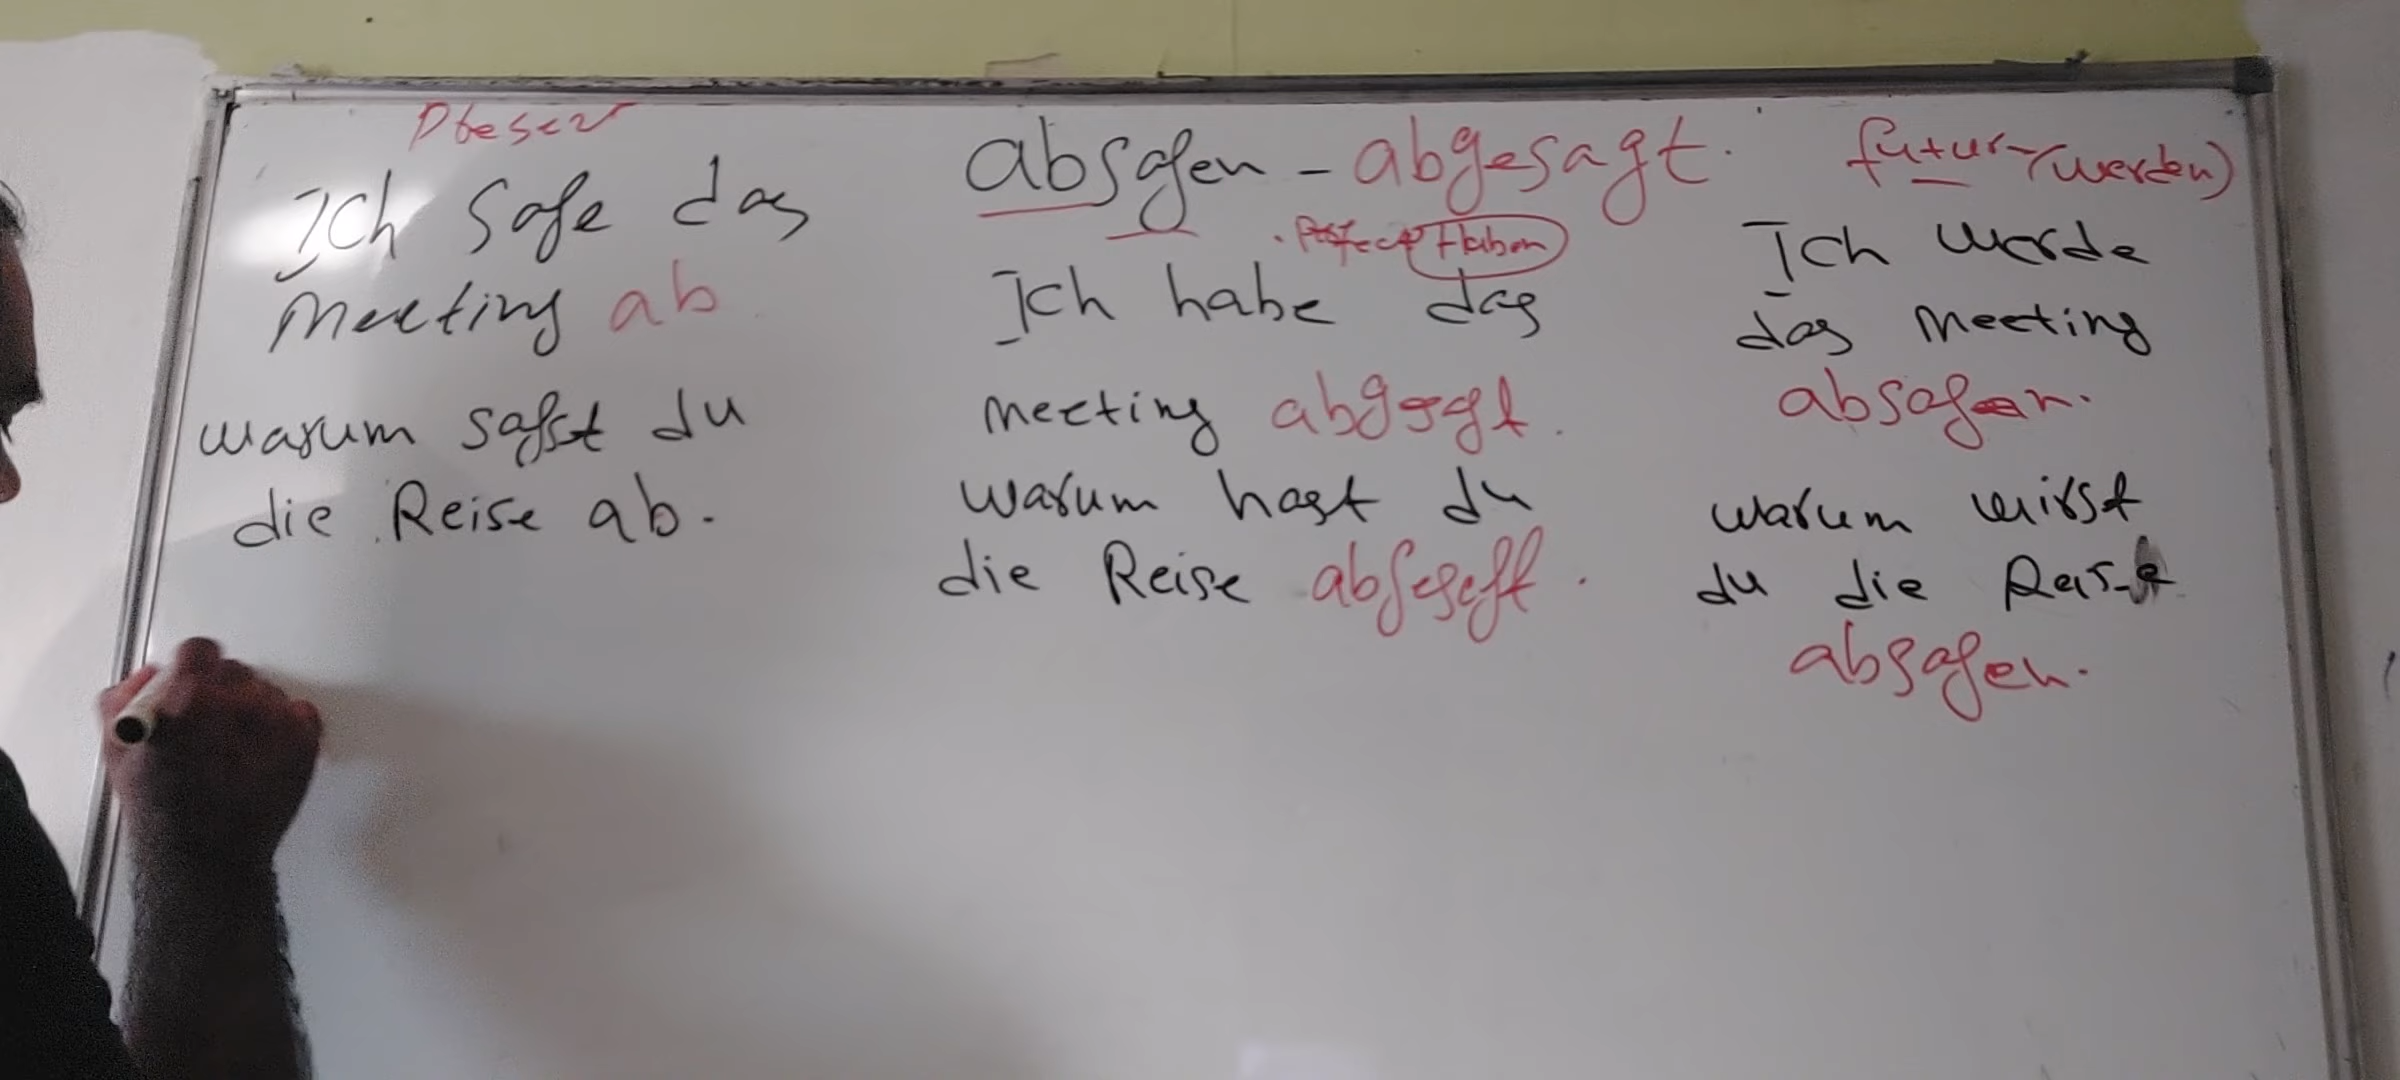 Present
Ich sage das
Meeting ab
warum sagst du
die Reise ab.
absagen - abgesagt.
Perfect Haben
Ich habe das
meeting abgesagt.
warum hast du
die Reise abgesagt.
futur - (werden)
Ich werde
das Meeting
absagen.
warum wirst
du die Reise
absagen.